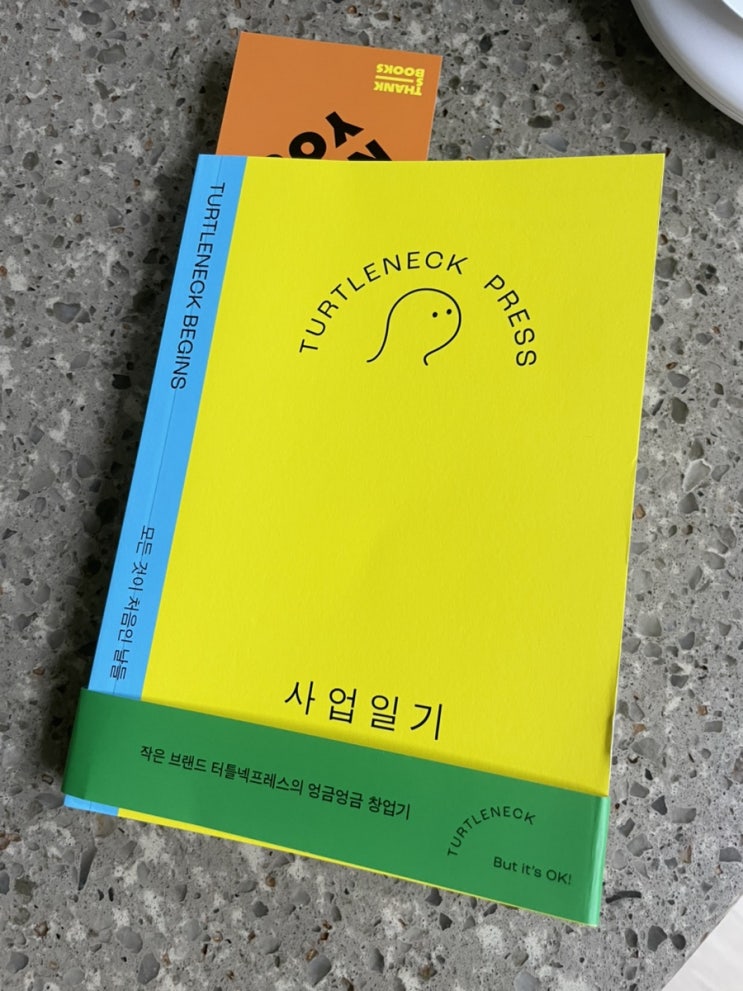 THANKS
BOOKS
YO
N
TURTLENECK BEGINS
모든 것이 처음인 날들
TURTLENECK PRESS
사업일기
작은 브랜드 터틀넥프레스의 엉금엉금 창업기
TURTLENECK
But it's OK!